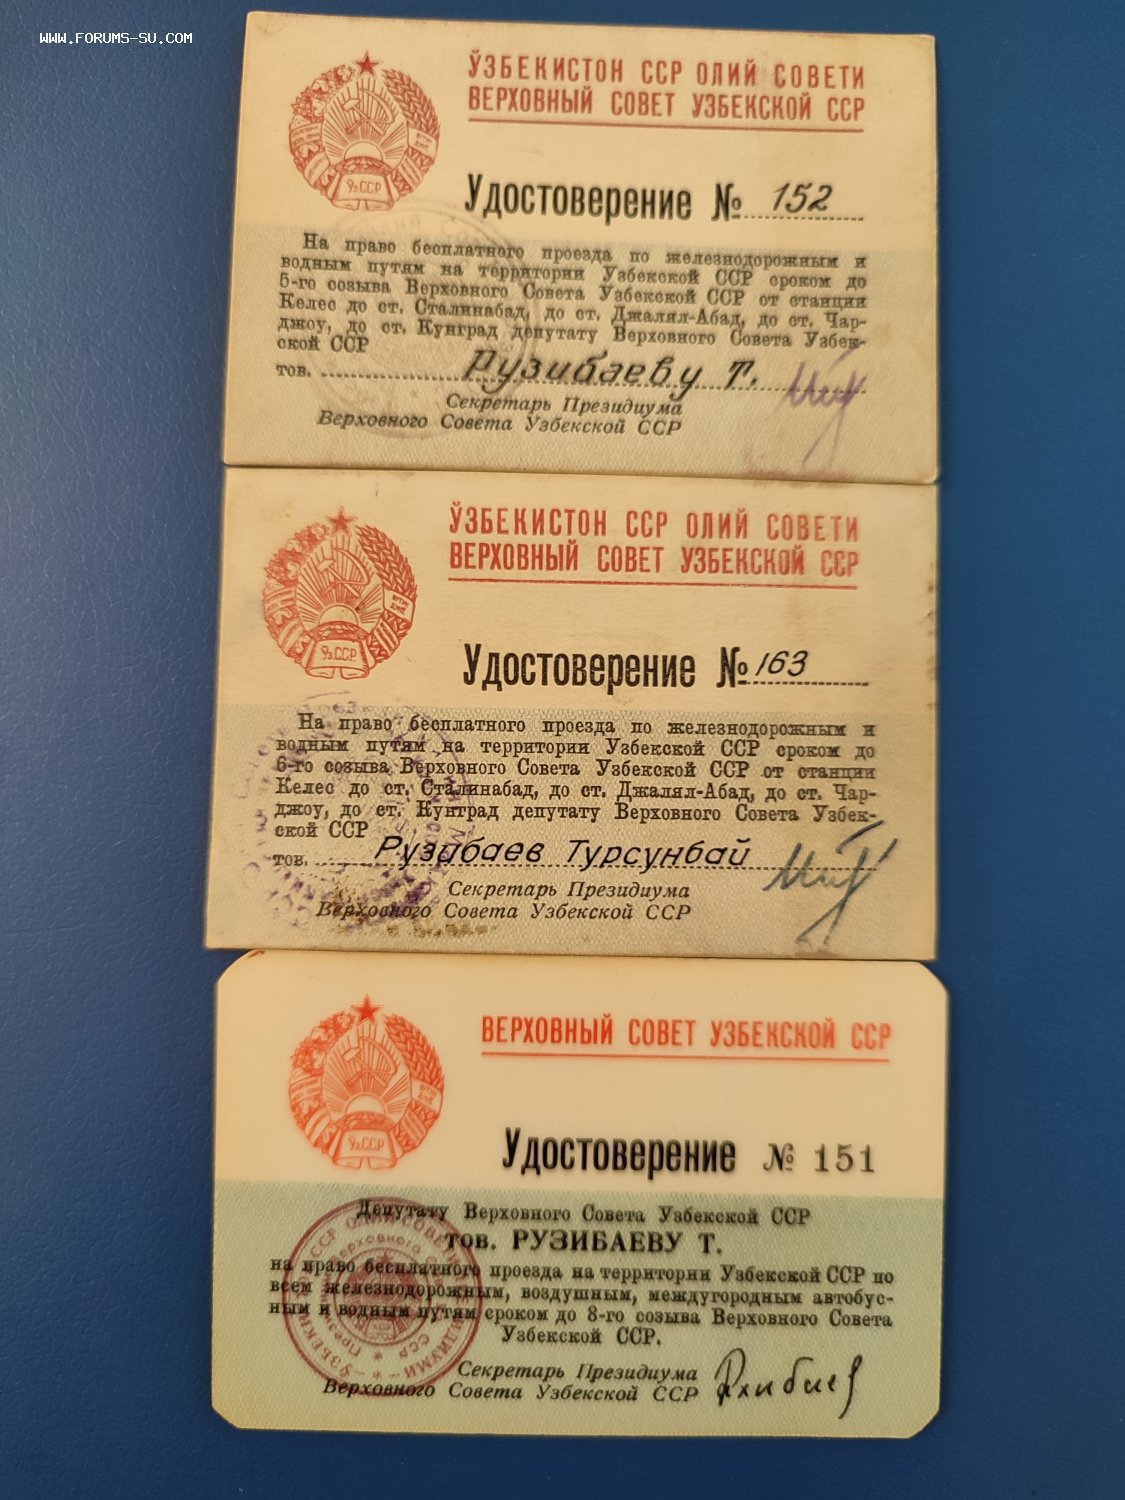 WWW.FORUMS-SU.COM
ЎЗБЕКИСТОН ССР ОЛИЙ СОВЕТИ
ВЕРХОВНЫЙ СОВЕТ УЗБЕКСКОЙ ССР
Уз.ССР
Удостоверение № 152
На право бесплатного проезда по железнодорожным и
водным путям на территории Узбекской ССР сроком до
5-го созыва Верховного Совета Узбекской ССР от станции
Келес до ст. Сталинабад, до ст. Джалял-Абад, до ст. Чар-
джоу, до ст. Кунград депутату Верховного Совета Узбек-
ской ССР
тов. Рузибаеву Т.
Секретарь Президиума
Верховного Совета Узбекской ССР
ЎЗБЕКИСТОН ССР ОЛИЙ СОВЕТИ
ВЕРХОВНЫЙ СОВЕТ УЗБЕКСКОЙ ССР
Ўз.ССР
Удостоверение № 163
На право бесплатного проезда по железнодорожным и
водным путям на территории Узбекской ССР сроком до
6-го созыва Верховного Совета Узбекской ССР от станции
Келес до ст. Сталинабад, до ст. Джалял-Абад, до ст. Чар-
джоу, до ст. Кунград депутату Верховного Совета Узбек-
ской ССР
тов. Рузибаев Турсунбай
Секретарь Президиума
Верховного Совета Узбекской ССР
ВЕРХОВНЫЙ СОВЕТ УЗБЕКСКОЙ ССР
Ўз.ССР
Удостоверение № 151
Депутату Верховного Совета Узбекской ССР
тов. РУЗИБАЕВУ Т.
на право бесплатного проезда на территории Узбекской ССР по
всем железнодорожным, воздушным, междугородным автобус-
ным и водным путям сроком до 8-го созыва Верховного Совета
Узбекской ССР.
Секретарь Президиума
Верховного Совета Узбекской ССР